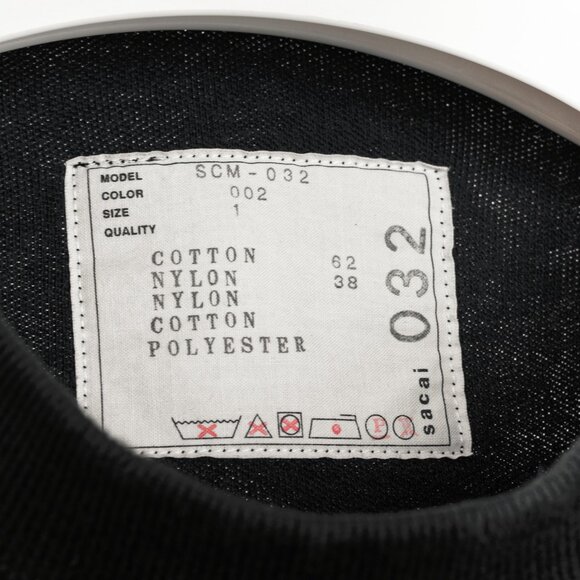 MODEL SCM-032
COLOR 002
SIZE 1
QUALITY
COTTON 62
NYLON 38
NYLON
COTTON
POLYESTER
032
sacai
P